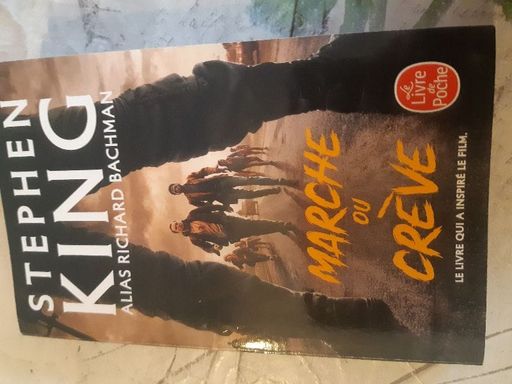 STEPHEN
KING
ALIAS RICHARD BACHMAN
MARCHE
OU
CRÈVE
LE LIVRE QUI A INSPIRÉ LE FILM.
Le
Livre
de
Poche